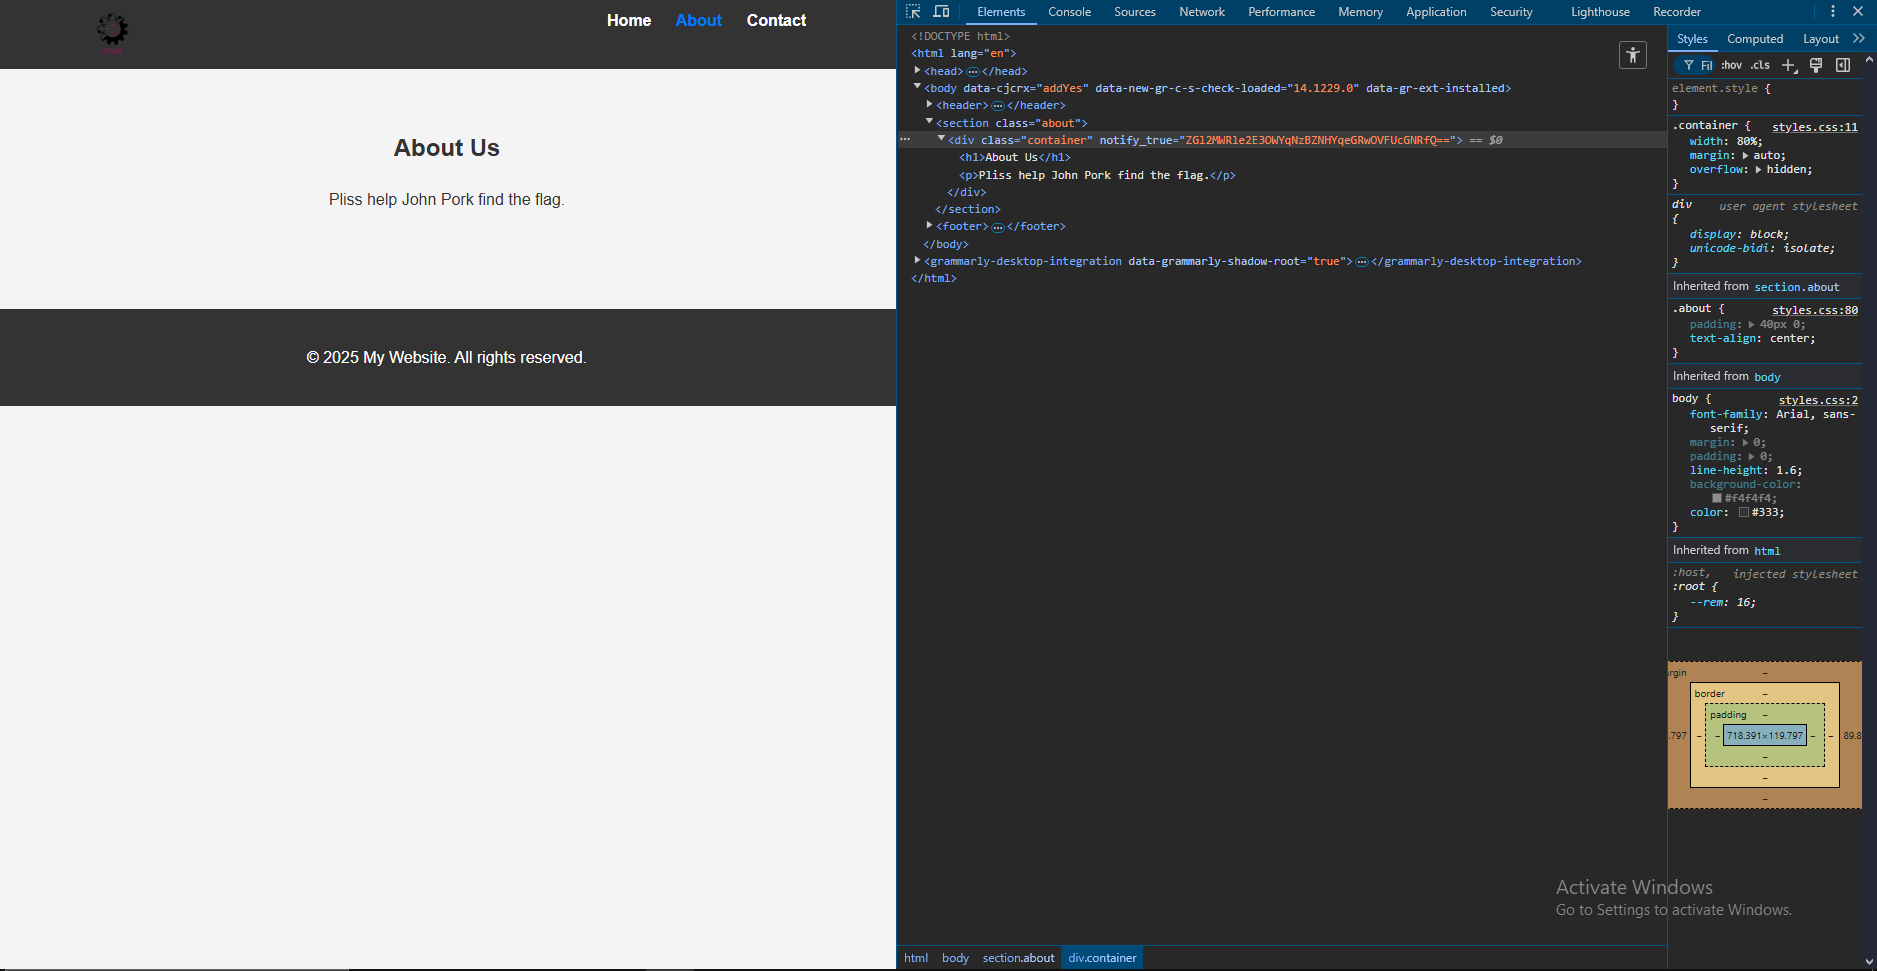 Home About Contact
About Us
Pliss help John Pork find the flag.
© 2025 My Website. All rights reserved.
Elements Console Sources Network Performance Memory Application Security Lighthouse Recorder
<!DOCTYPE html>
<html lang="en">
<head> </head>
<body data-cjcrx="addYes" data-new-gr-c-s-check-loaded="14.1229.0" data-gr-ext-installed>
<header> </header>
<section class="about">
<div class="container" notify_true="ZGl2MWRle2E3OWYqNzBZNHYqeGRwOVFUcGNRfQ=="> == $0
<h1>About Us</h1>
<p>Pliss help John Pork find the flag.</p>
</div>
</section>
<footer> </footer>
</body>
<grammarly-desktop-integration data-grammarly-shadow-root="true"> </grammarly-desktop-integration>
</html>
html body section.about div.container
Styles Computed Layout
Fil :hov .cls
element.style {
}
.container { styles.css:11
width: 80%;
margin: auto;
overflow: hidden;
}
div user agent stylesheet
{
display: block;
unicode-bidi: isolate;
}
Inherited from section.about
.about { styles.css:80
padding: 40px 0;
text-align: center;
}
Inherited from body
body { styles.css:2
font-family: Arial, sans-
serif;
margin: 0;
padding: 0;
line-height: 1.6;
background-color:
#f4f4f4;
color: #333;
}
Inherited from html
:host, injected stylesheet
:root {
--rem: 16;
}
rgin –
border –
padding –
.797 – – 718.391×119.797 – – 89.8
–
–
–
Activate Windows
Go to Settings to activate Windows.